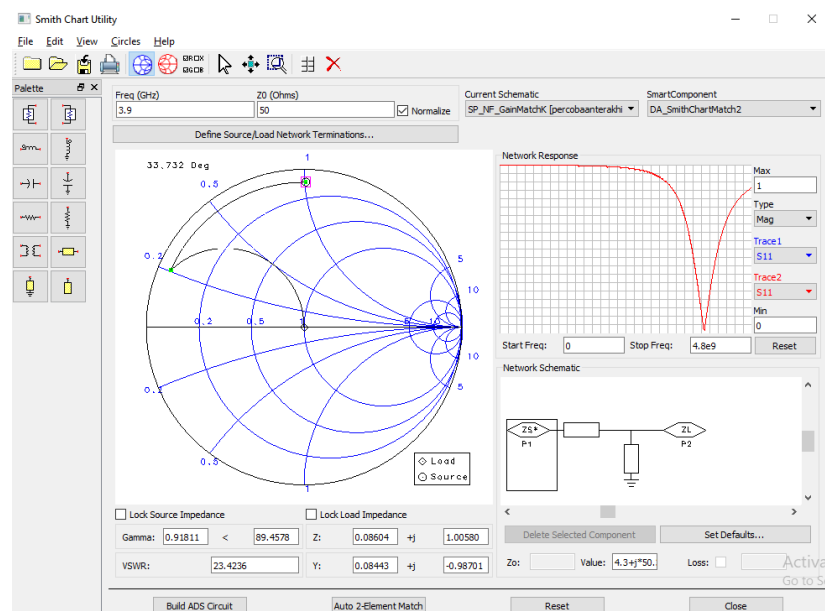 Smith Chart Utility
File Edit View Circles Help
Palette
Freq (GHz)
3.9
Z0 (Ohms)
50
Normalize
Current Schematic
SP_NF_GainMatchK [percobaanterakhi
SmartComponent
DA_SmithChartMatch2
Define Source/Load Network Terminations...
33.732 Deg
1
0.5
0.2
5
10
0.2 0.5 1 5 10
10
5
0.2
0.5
1
Load
Source
Network Response
Max
1
Type
Mag
Trace1
S11
Trace2
S11
Min
0
Start Freq: 0 Stop Freq: 4.8e9 Reset
Network Schematic
ZS* ZL
P1 P2
Lock Source Impedance Lock Load Impedance
Gamma: 0.91811 < 89.4578 Z: 0.08604 +j 1.00580
VSWR: 23.4236 Y: 0.08443 +j -0.98701
Delete Selected Component Set Defaults...
Zo: Value: 4.3+j*50. Loss:
Activa
Go to S
Build ADS Circuit Auto 2-Element Match Reset Close